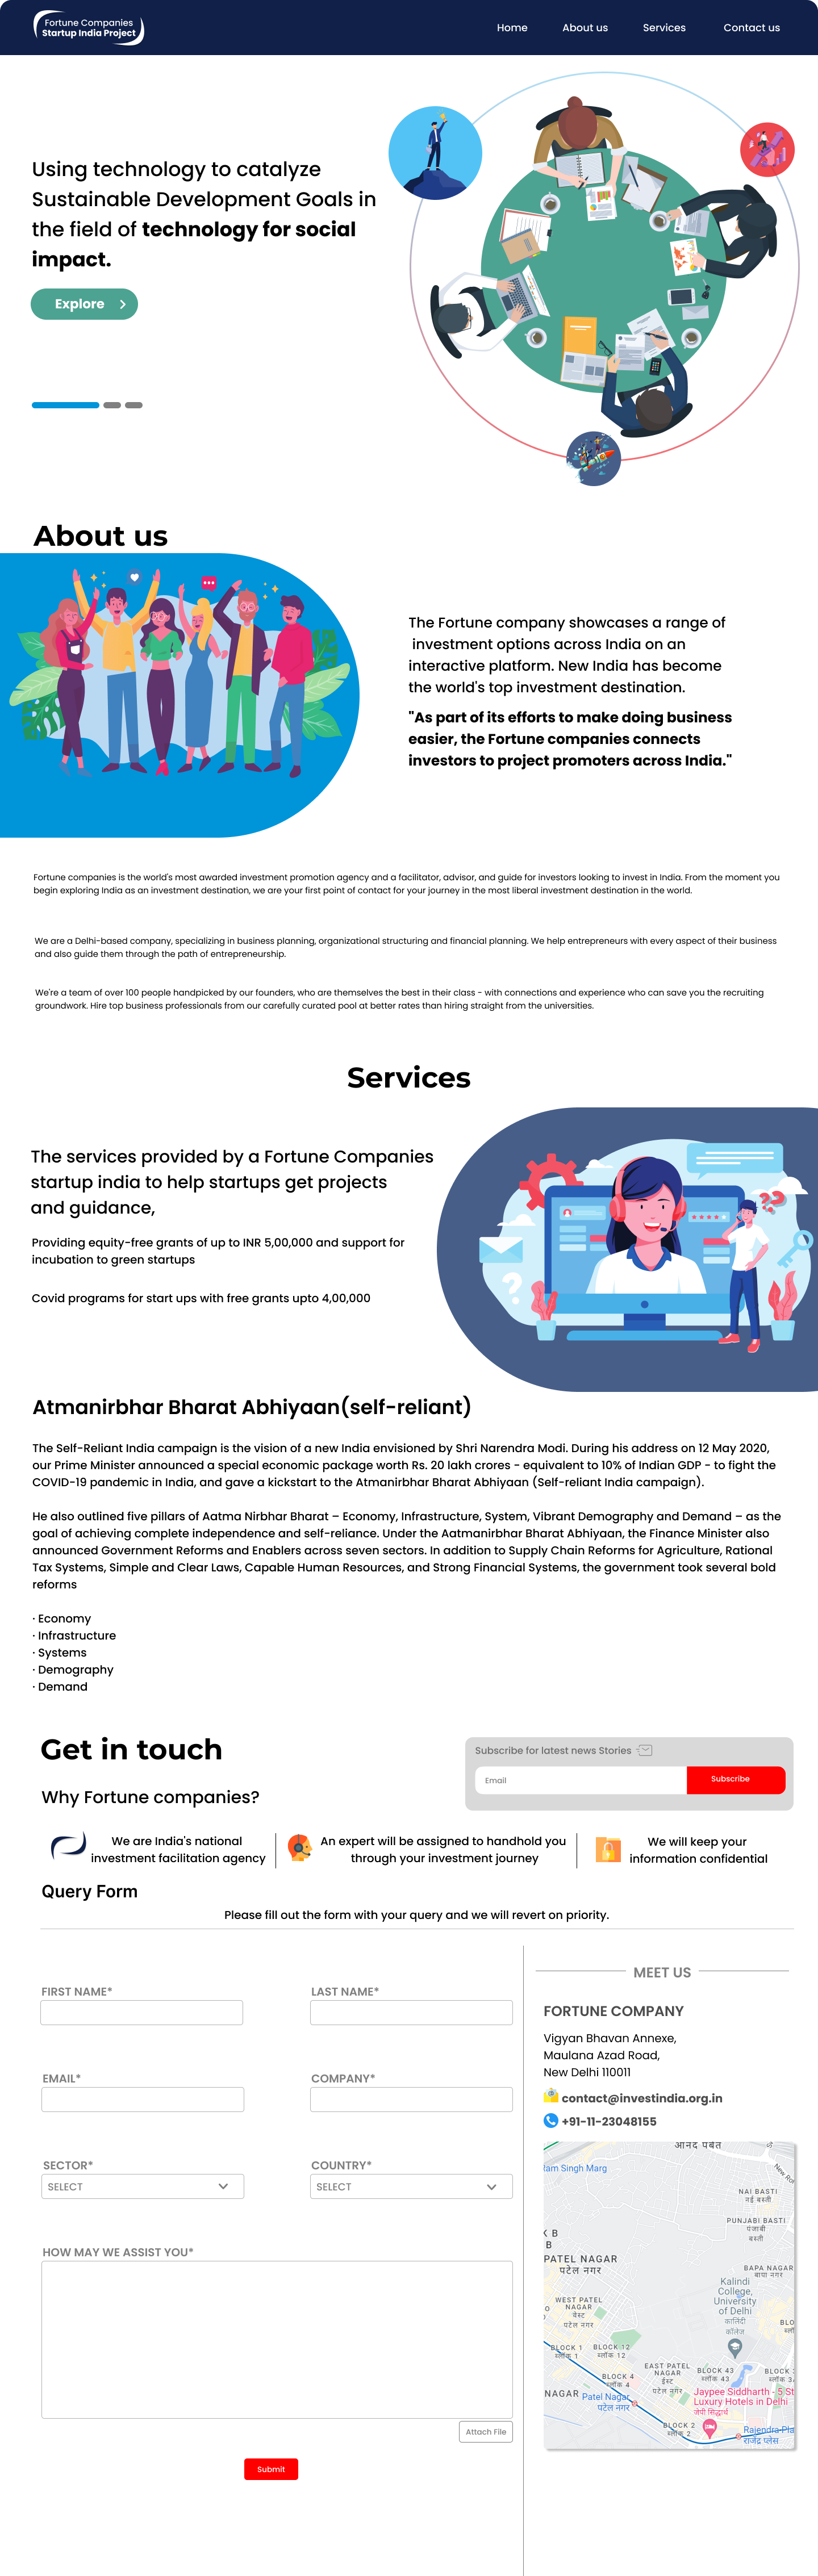 Fortune Companies
Startup India Project
Home
About us
Services
Contact us
Using technology to catalyze
Sustainable Development Goals in
the field of technology for social
impact.
Explore
About us
The Fortune company showcases a range of
investment options across India on an
interactive platform. New India has become
the world's top investment destination.
"As part of its efforts to make doing business
easier, the Fortune companies connects
investors to project promoters across India."
Fortune companies is the world's most awarded investment promotion agency and a facilitator, advisor, and guide for investors looking to invest in India. From the moment you
begin exploring India as an investment destination, we are your first point of contact for your journey in the most liberal investment destination in the world.
We are a Delhi-based company, specializing in business planning, organizational structuring and financial planning. We help entrepreneurs with every aspect of their business
and also guide them through the path of entrepreneurship.
We're a team of over 100 people handpicked by our founders, who are themselves the best in their class - with connections and experience who can save you the recruiting
groundwork. Hire top business professionals from our carefully curated pool at better rates than hiring straight from the universities.
Services
The services provided by a Fortune Companies
startup india to help startups get projects
and guidance,
Providing equity-free grants of up to INR 5,00,000 and support for
incubation to green startups
Covid programs for start ups with free grants upto 4,00,000
Atmanirbhar Bharat Abhiyaan(self-reliant)
The Self-Reliant India campaign is the vision of a new India envisioned by Shri Narendra Modi. During his address on 12 May 2020,
our Prime Minister announced a special economic package worth Rs. 20 lakh crores - equivalent to 10% of Indian GDP - to fight the
COVID-19 pandemic in India, and gave a kickstart to the Atmanirbhar Bharat Abhiyaan (Self-reliant India campaign).
He also outlined five pillars of Aatma Nirbhar Bharat – Economy, Infrastructure, System, Vibrant Demography and Demand – as the
goal of achieving complete independence and self-reliance. Under the Aatmanirbhar Bharat Abhiyaan, the Finance Minister also
announced Government Reforms and Enablers across seven sectors. In addition to Supply Chain Reforms for Agriculture, Rational
Tax Systems, Simple and Clear Laws, Capable Human Resources, and Strong Financial Systems, the government took several bold
reforms
· Economy
· Infrastructure
· Systems
· Demography
· Demand
Get in touch
Subscribe for latest news Stories
Email
Subscribe
Why Fortune companies?
We are India's national
investment facilitation agency
An expert will be assigned to handhold you
through your investment journey
We will keep your
information confidential
Query Form
Please fill out the form with your query and we will revert on priority.
FIRST NAME*
LAST NAME*
EMAIL*
COMPANY*
SECTOR*
COUNTRY*
SELECT
SELECT
HOW MAY WE ASSIST YOU*
Attach File
Submit
MEET US
FORTUNE COMPANY
Vigyan Bhavan Annexe,
Maulana Azad Road,
New Delhi 110011
contact@investindia.org.in
+91-11-23048155
आनंद पर्बत
Ram Singh Marg
New Ro
NAI BASTI
नई बस्ती
PUNJABI BASTI
पंजाबी
बस्ती
K B
B
PATEL NAGAR
पटेल नगर
BAPA NAGAR
बापा नगर
Kalindi
College,
University
of Delhi
कालिंदी
कॉलेज
WEST PATEL
NAGAR
वेस्ट
पटेल नगर
BLO
BLOCK 1
ब्लॉक 1
BLOCK 12
ब्लॉक 12
EAST PATEL
NAGAR
ईस्ट
पटेल नगर
BLOCK 43
ब्लॉक 43
BLOCK
BLOCK 4
ब्लॉक 4
NAGAR
Patel Nagar
पटेल नगर
Jaypee Siddharth - 5 St
Luxury Hotels in Delhi
जेपी सिद्धार्थ
BLOCK 2
ब्लॉक 2
Rajendra Pla
राजेंद्र प्लेस